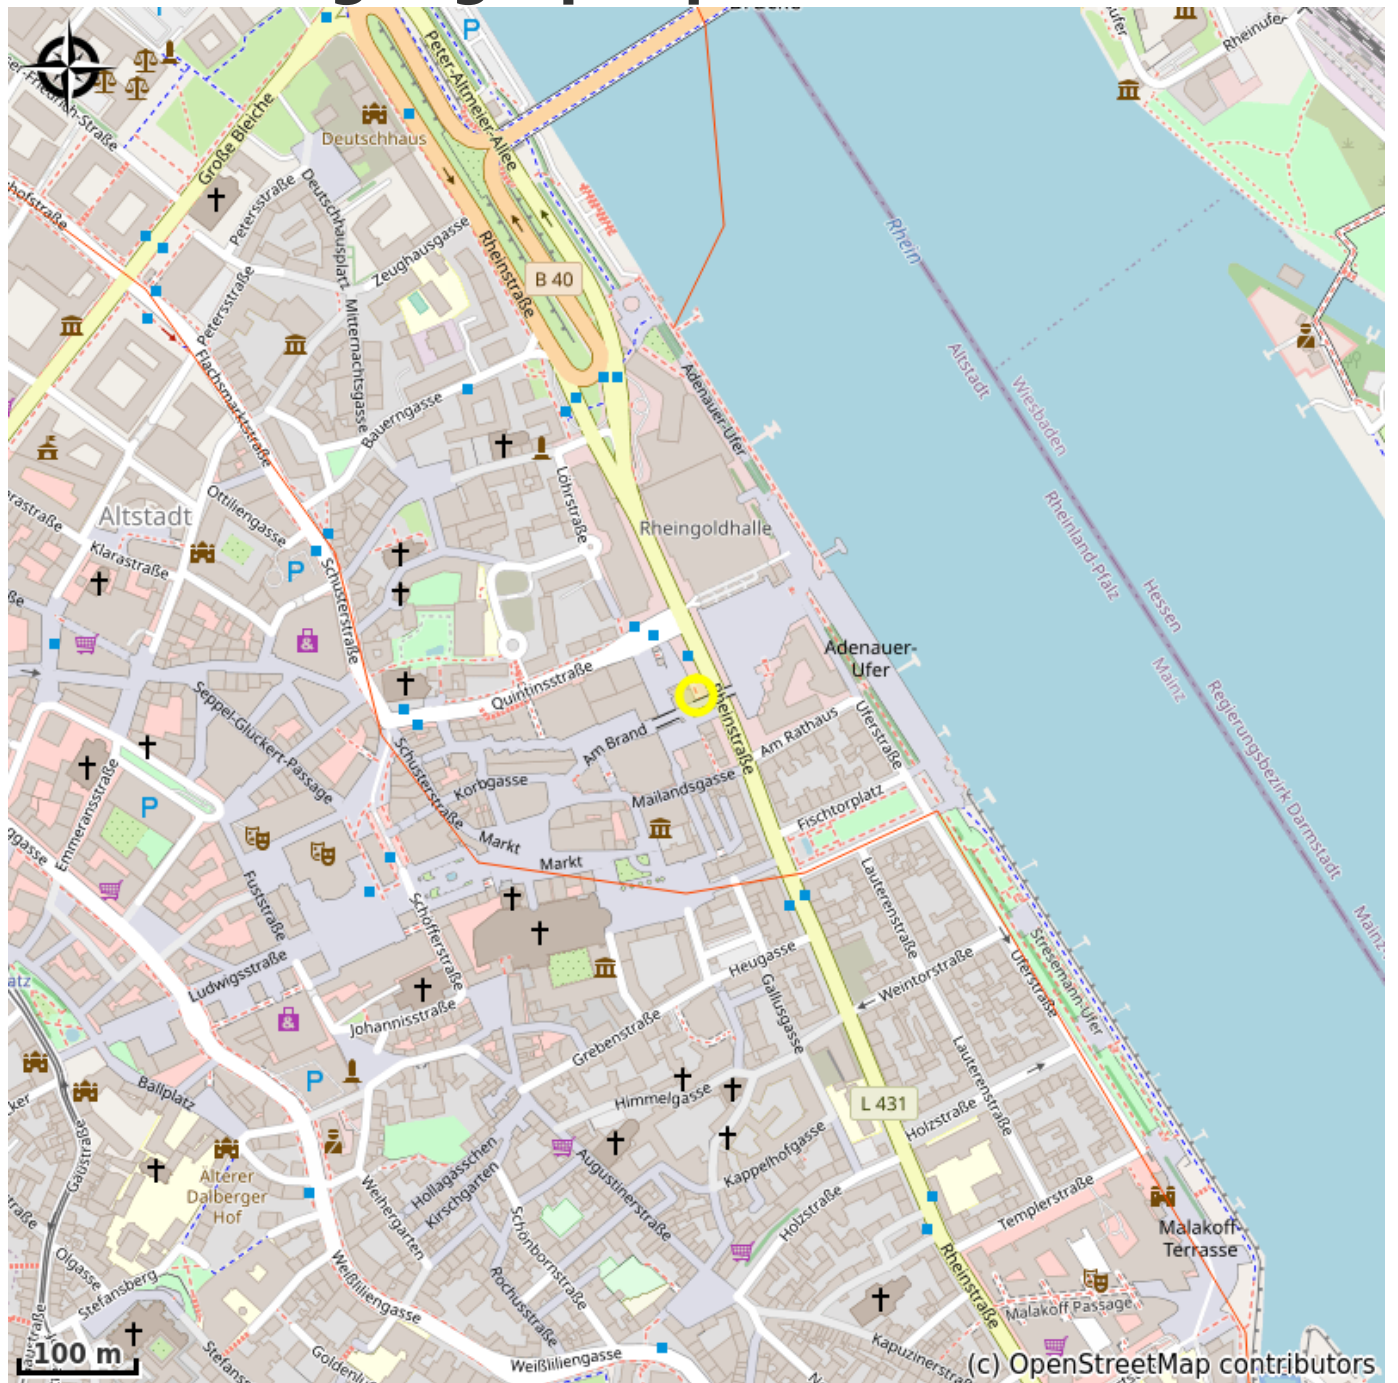 Peter-Altmeier-Allee
Rheinufer
Große Bleiche
Deutschhaus
Petersstraße
Deutschhausplatz
Zeughausgasse
Rheinstraße
B 40
Rhein
Petersstraße
Mitternachtsgasse
Flachsmarktstraße
Bauerngasse
Adenauer-Ufer
Altstadt
Wiesbaden
Löhrstraße
Ottiliengasse
Altstadt
Rheingoldhalle
Klarastraße
Rheinland-Pfalz
Hessen
Schusterstraße
Adenauer-
Ufer
Mainz
Quintinsstraße
Seppel-Glückert-Passage
Rheinstraße
Am Brand
Am Rathaus
Uferstraße
Regierungsbezirk Darmstadt
Emmeransstraße
Schusterstraße
Korbgasse
Mailandsgasse
Fischtorplatz
Markt
Markt
Fuststraße
Schöfferstraße
Lauterenstraße
Mainz
Ludwigsstraße
Heugasse
Gallusgasse
Weintorstraße
Uferstraße
Stresemann-Ufer
Johannisstraße
Grebenstraße
Lauterenstraße
Ballplatz
Himmelgasse
L 431
Holzstraße
Gaustraße
Kappelhofgasse
Älterer
Dalberger
Hof
Hollagässchen
Kirschgarten
Augustinerstraße
Weihergarten
Holzstraße
Templerstraße
Malakoff-
Terrasse
Schönbornstraße
Olgasse
Stefansberg
Weißliliengasse
Rochusstraße
Rheinstraße
Malakoff Passage
Kapuzinerstraße
Weißliliengasse
100 m
(c) OpenStreetMap contributors